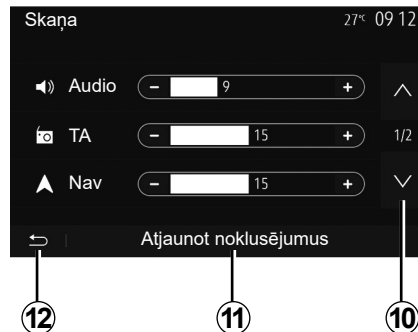 Skaņa 27°C 09 12
Audio - 9 +
TA - 15 + 1/2
Nav - 15 +
Atjaunot noklusējumus
12 11 10